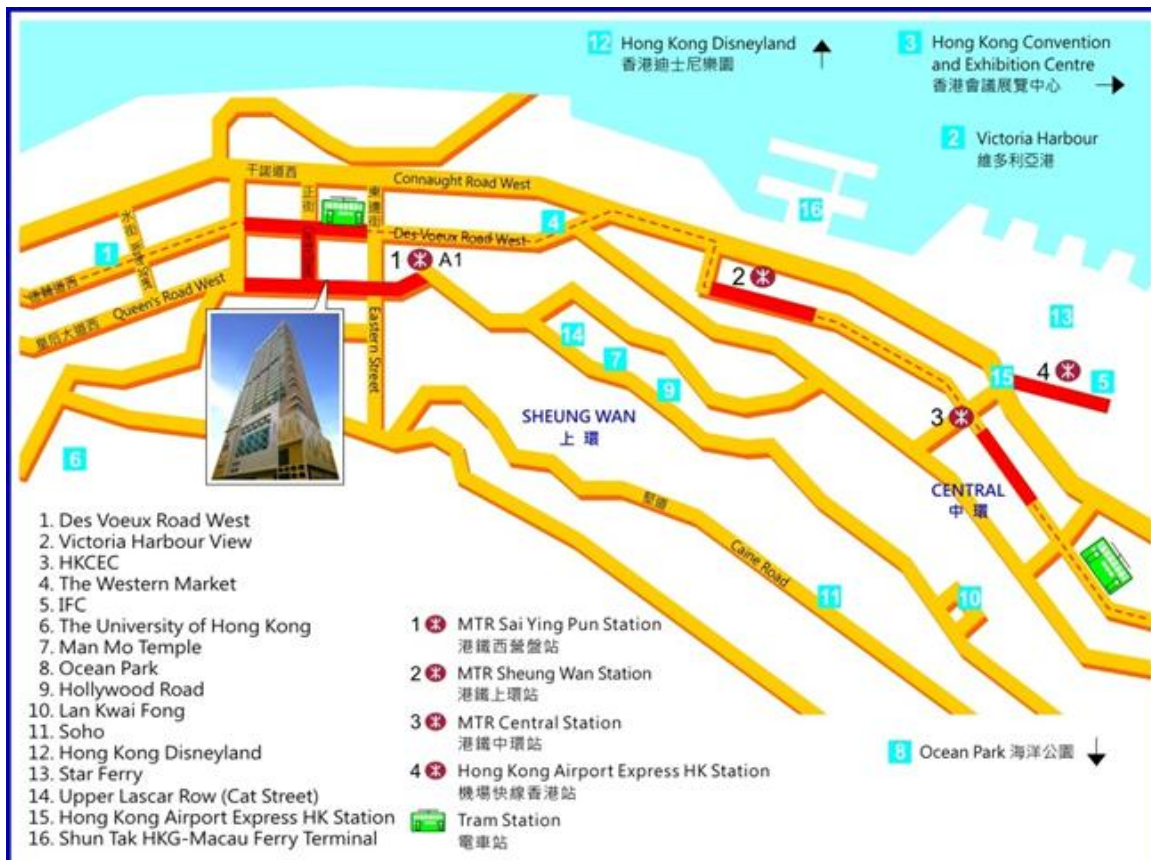 12 Hong Kong Disneyland
香港迪士尼樂園
3 Hong Kong Convention
and Exhibition Centre
香港會議展覽中心
2 Victoria Harbour
維多利亞港
干諾道西
Connaught Road West
正街
東邊街
16
水街 Water Street
1
4
Des Voeux Road West
1 A1
2
德輔道西
Queen's Road West
皇后大道西
Eastern Street
13
14
7
9
15
4
5
3
SHEUNG WAN
上環
6
CENTRAL
中環
堅道
Caine Road
11
10
1. Des Voeux Road West
2. Victoria Harbour View
3. HKCEC
4. The Western Market
5. IFC
6. The University of Hong Kong
7. Man Mo Temple
8. Ocean Park
9. Hollywood Road
10. Lan Kwai Fong
11. Soho
12. Hong Kong Disneyland
13. Star Ferry
14. Upper Lascar Row (Cat Street)
15. Hong Kong Airport Express HK Station
16. Shun Tak HKG-Macau Ferry Terminal
1 MTR Sai Ying Pun Station
港鐵西營盤站
2 MTR Sheung Wan Station
港鐵上環站
3 MTR Central Station
港鐵中環站
4 Hong Kong Airport Express HK Station
機場快線香港站
Tram Station
電車站
8 Ocean Park 海洋公園